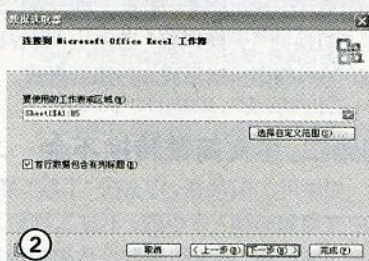 数据选取器
连接到 Microsoft Office Excel 工作簿
要使用的工作表或区域(W)
Sheet1$A1:H5
选择自定义范围(S)...
首行数据包含有列标题(H)
②
取消
< 上一步(B)
下一步(N) >
完成(F)